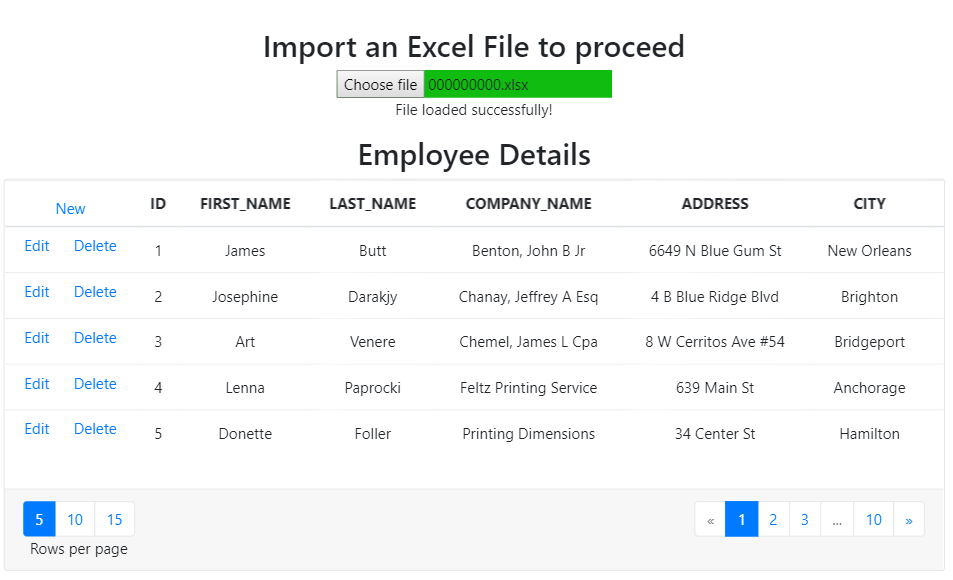 Import an Excel File to proceed
Choose file 000000000.xlsx
File loaded successfully!
Employee Details
New ID FIRST_NAME LAST_NAME COMPANY_NAME ADDRESS CITY
Edit Delete 1 James Butt Benton, John B Jr 6649 N Blue Gum St New Orleans
Edit Delete 2 Josephine Darakjy Chanay, Jeffrey A Esq 4 B Blue Ridge Blvd Brighton
Edit Delete 3 Art Venere Chemel, James L Cpa 8 W Cerritos Ave #54 Bridgeport
Edit Delete 4 Lenna Paprocki Feltz Printing Service 639 Main St Anchorage
Edit Delete 5 Donette Foller Printing Dimensions 34 Center St Hamilton
5 10 15 « 1 2 3 ... 10 »
Rows per page